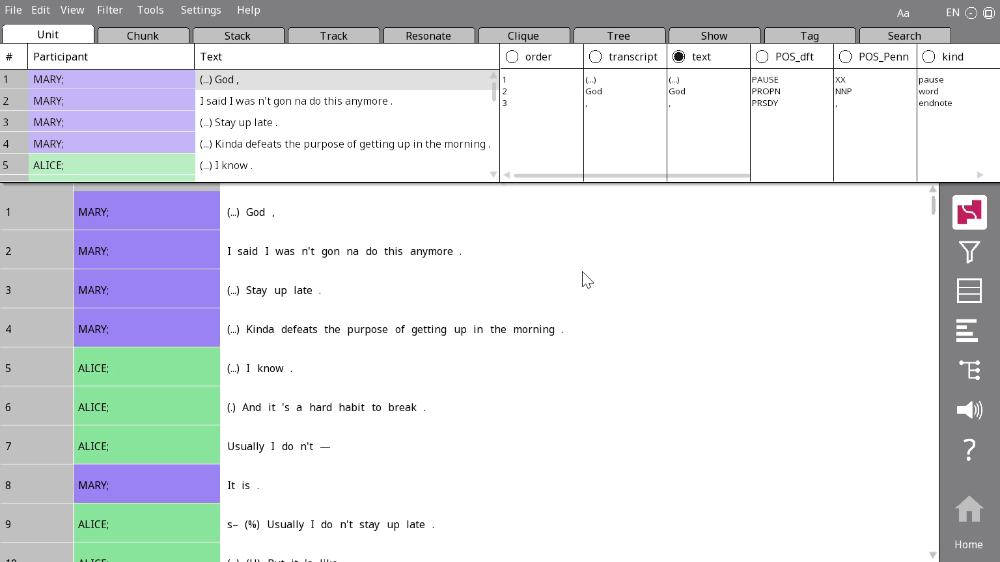 File Edit View Filter Tools Settings Help Aa EN
Unit Chunk Stack Track Resonate Clique Tree Show Tag Search
# Participant Text order transcript text POS_dft POS_Penn kind
1 MARY; (...) God ,
2 MARY; I said I was n't gon na do this anymore .
3 MARY; (...) Stay up late .
4 MARY; (...) Kinda defeats the purpose of getting up in the morning .
5 ALICE; (...) I know .
1 (...) (...) PAUSE XX pause
2 God God PROPN NNP word
3 , , PRSDY , endnote
1 MARY; (...) God ,
2 MARY; I said I was n't gon na do this anymore .
3 MARY; (...) Stay up late .
4 MARY; (...) Kinda defeats the purpose of getting up in the morning .
5 ALICE; (...) I know .
6 ALICE; (.) And it 's a hard habit to break .
7 ALICE; Usually I do n't —
8 MARY; It is .
9 ALICE; s– (%) Usually I do n't stay up late .
10 ALICE; (.) (H) But it 's like
?
Home